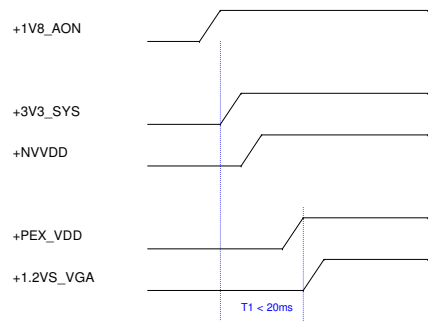 +1V8_AON
+3V3_SYS
+NVVDD
+PEX_VDD
+1.2VS_VGA
T1 < 20ms